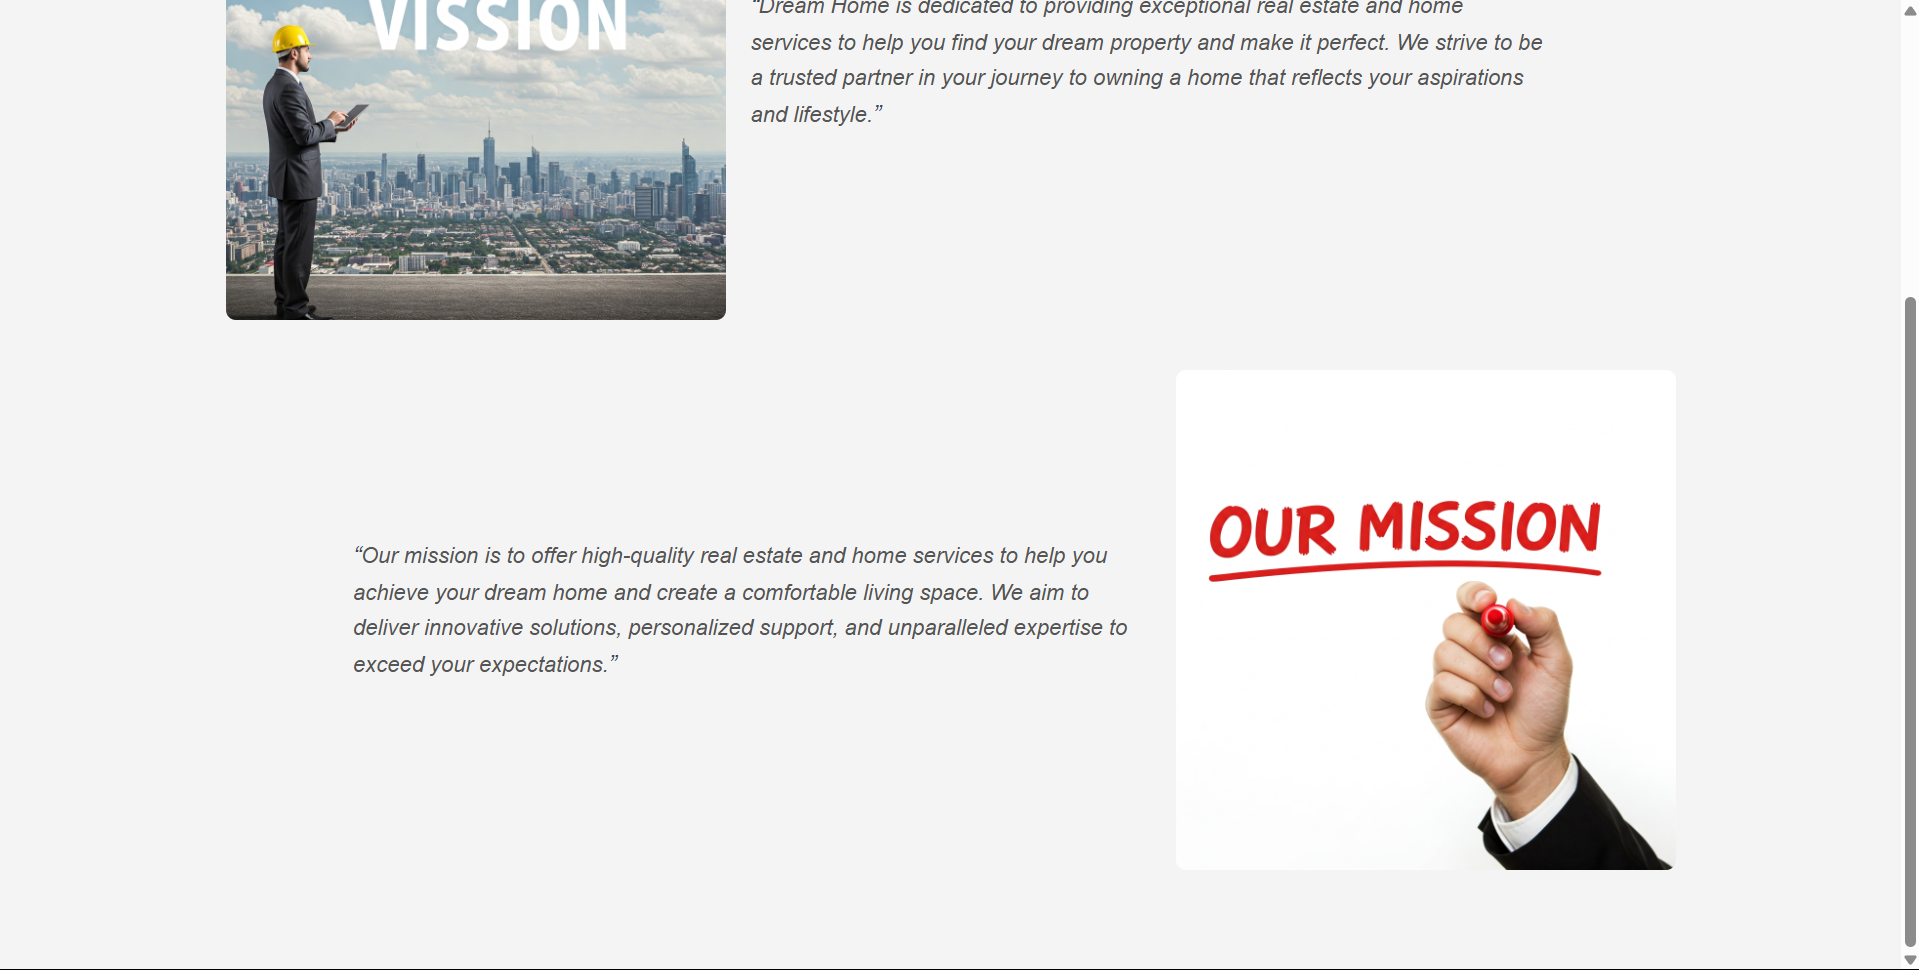 VISSION
“Dream Home is dedicated to providing exceptional real estate and home
services to help you find your dream property and make it perfect. We strive to be
a trusted partner in your journey to owning a home that reflects your aspirations
and lifestyle.”
“Our mission is to offer high-quality real estate and home services to help you
achieve your dream home and create a comfortable living space. We aim to
deliver innovative solutions, personalized support, and unparalleled expertise to
exceed your expectations.”
OUR MISSION